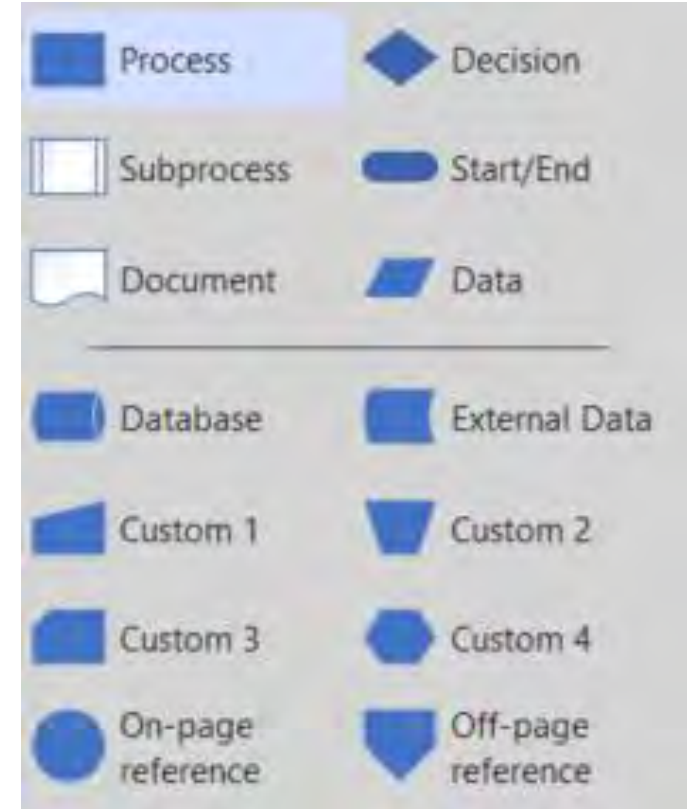 Process
Decision
Subprocess
Start/End
Document
Data
Database
External Data
Custom 1
Custom 2
Custom 3
Custom 4
On-page
reference
Off-page
reference